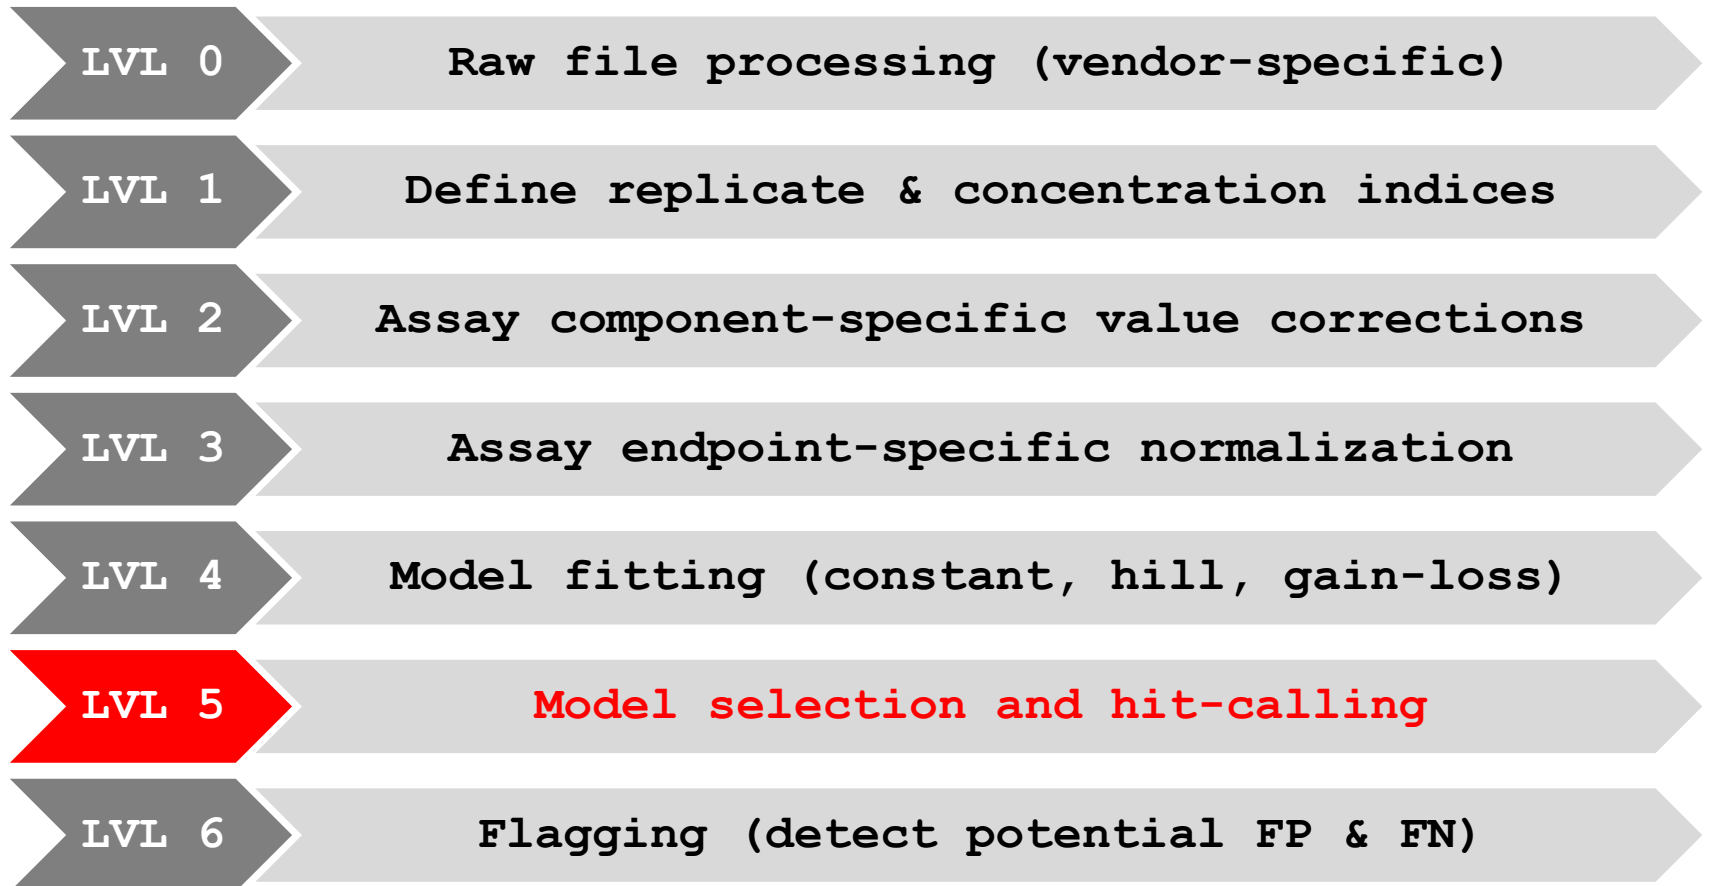 LVL 0 Raw file processing (vendor-specific)
LVL 1 Define replicate & concentration indices
LVL 2 Assay component-specific value corrections
LVL 3 Assay endpoint-specific normalization
LVL 4 Model fitting (constant, hill, gain-loss)
LVL 5 Model selection and hit-calling
LVL 6 Flagging (detect potential FP & FN)